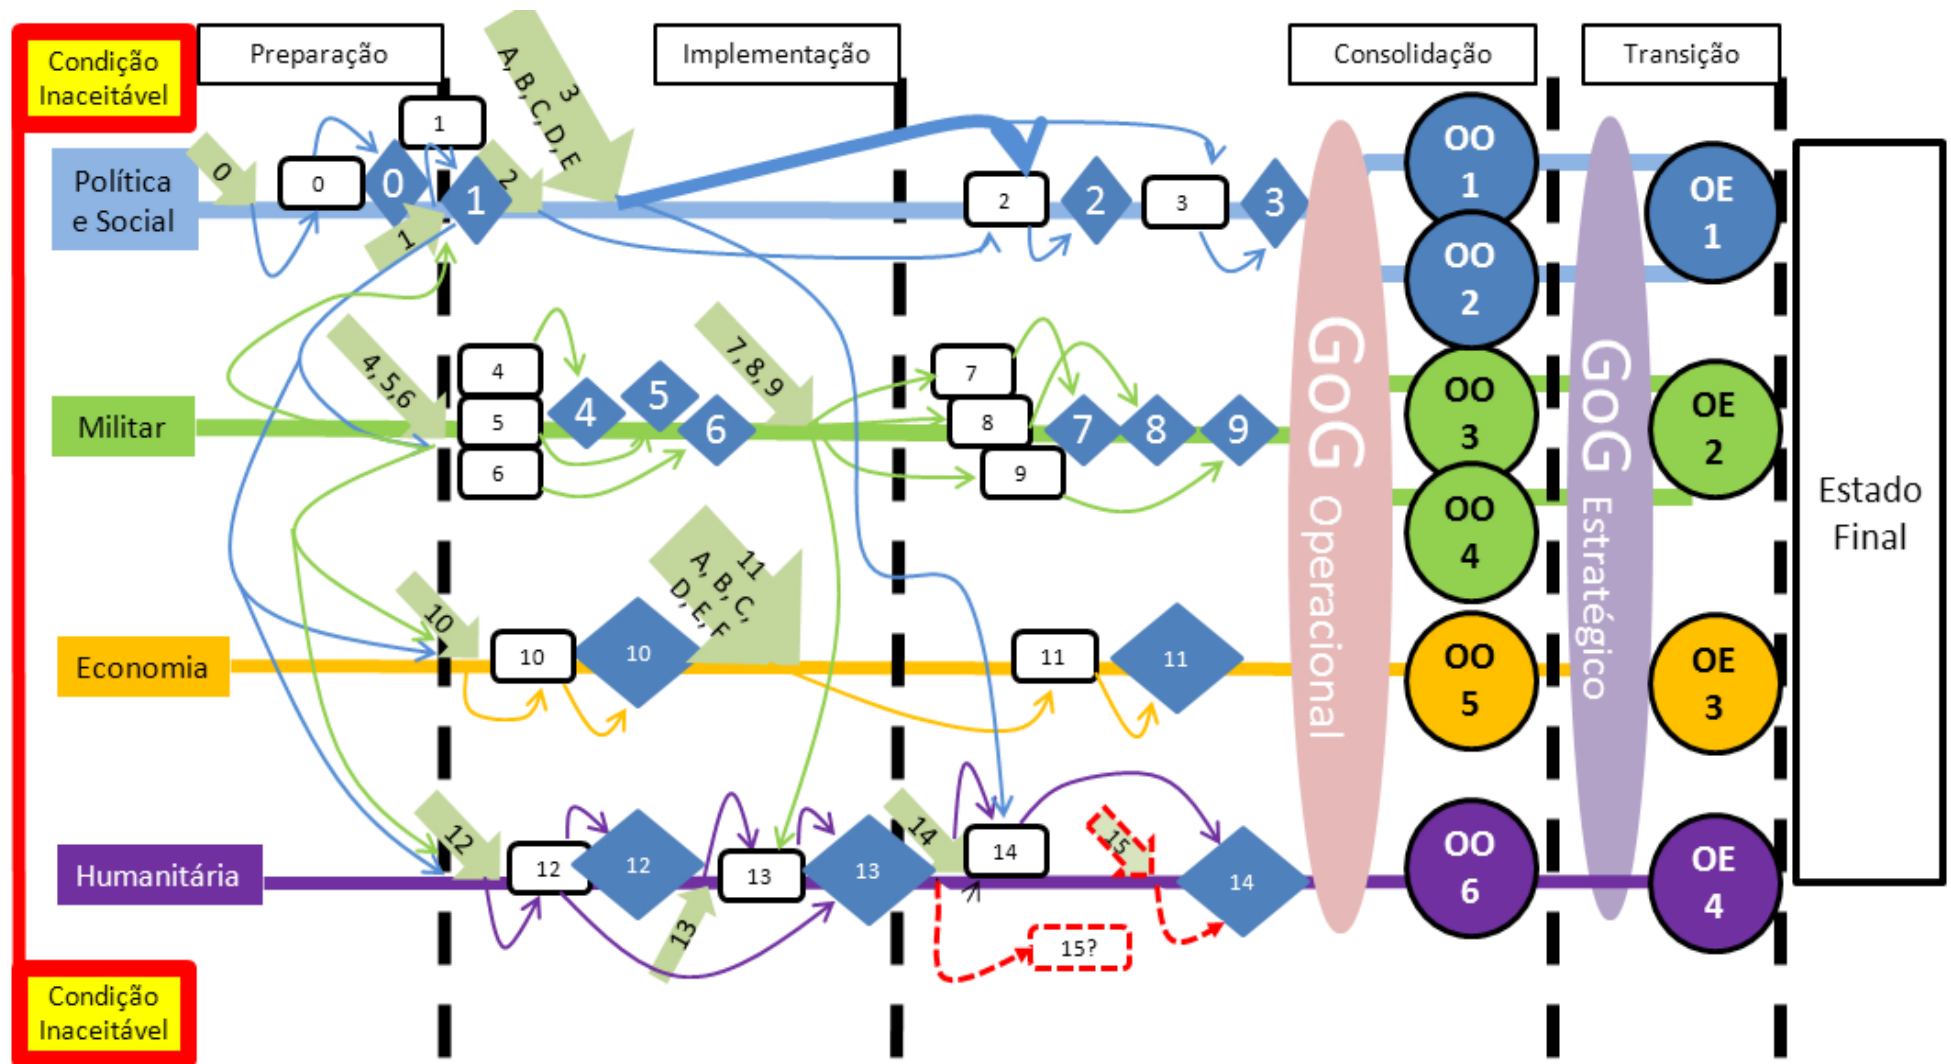 Condição
Inaceitável
Preparação
Implementação
Consolidação
Transição
Política
e Social
0
0
0
1
1
1
2
3
A, B, C, D, E
2
2
3
3
OO
1
OO
2
OE
1
Militar
4, 5,6
4
5
6
4
5
6
7, 8, 9
7
8
9
7
8
9
OO
3
OO
4
OE
2
GoG Operacional
GoG Estratégico
Estado
Final
Economia
10
10
10
11
A, B, C,
D, E, F
11
11
OO
5
OE
3
Humanitária
12
12
12
13
13
13
14
14
15
15?
14
OO
6
OE
4
Condição
Inaceitável